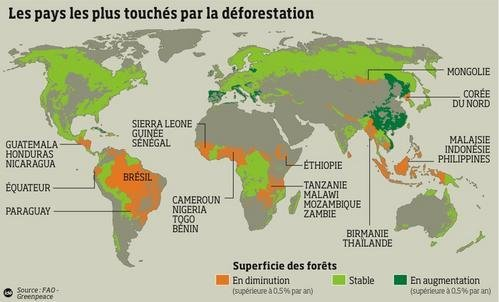 Les pays les plus touchés par la déforestation
MONGOLIE
CORÉE
DU NORD
SIERRA LEONE
GUINÉE
SÉNÉGAL
GUATEMALA
HONDURAS
NICARAGUA
MALAISIE
INDONÉSIE
PHILIPPINES
ÉTHIOPIE
BRÉSIL
ÉQUATEUR
TANZANIE
MALAWI
MOZAMBIQUE
ZAMBIE
CAMEROUN
NIGERIA
TOGO
BÉNIN
PARAGUAY
BIRMANIE
THAÏLANDE
Superficie des forêts
En diminution
(supérieure à 0.5% par an)
Stable
En augmentation
(supérieure à 0.5% par an)
Source : FAO -
Greenpeace